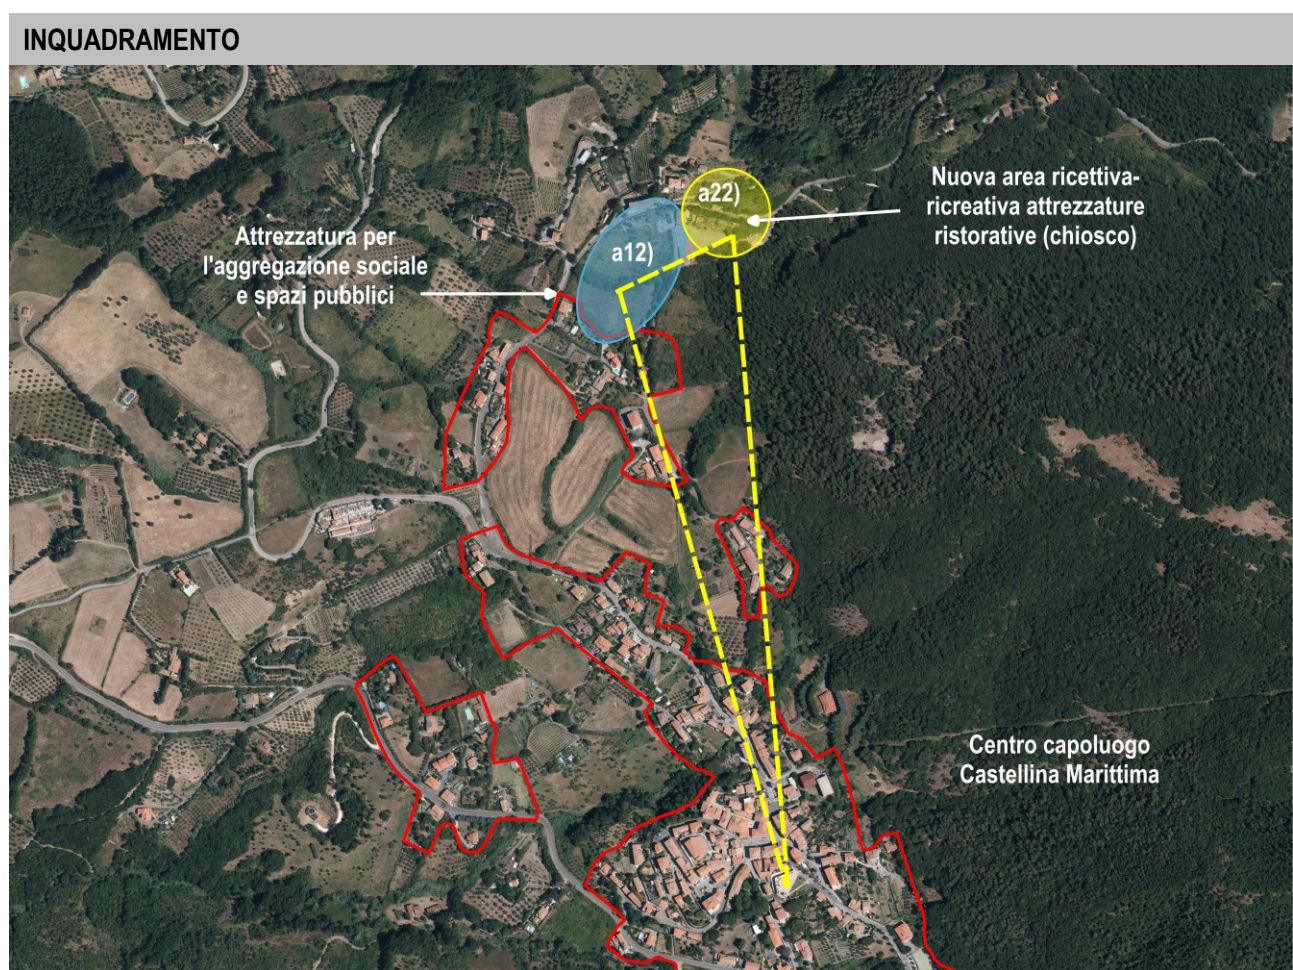 INQUADRAMENTO
Nuova area ricettiva-
ricreativa attrezzature
ristorative (chiosco)
a22)
Attrezzatura per
l'aggregazione sociale
e spazi pubblici
a12)
Centro capoluogo
Castellina Marittima